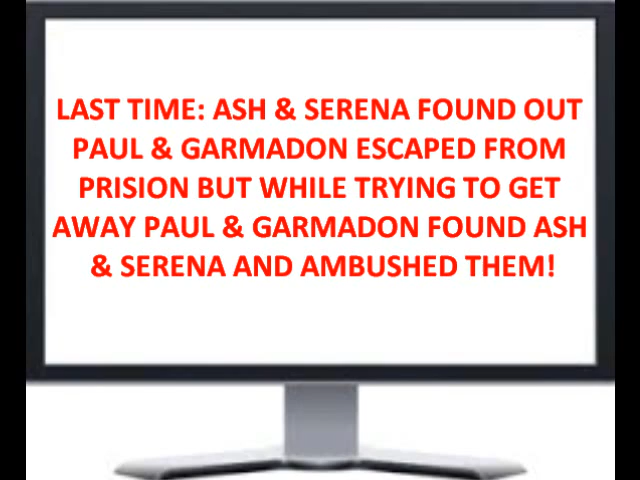 LAST TIME: ASH & SERENA FOUND OUT
PAUL & GARMADON ESCAPED FROM
PRISION BUT WHILE TRYING TO GET
AWAY PAUL & GARMADON FOUND ASH
& SERENA AND AMBUSHED THEM!